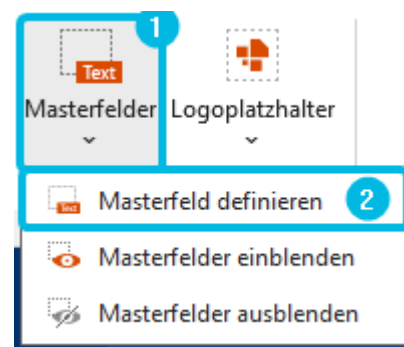 1
Text
Masterfelder Logoplatzhalter
Text Masterfeld definieren 2
Masterfelder einblenden
Masterfelder ausblenden